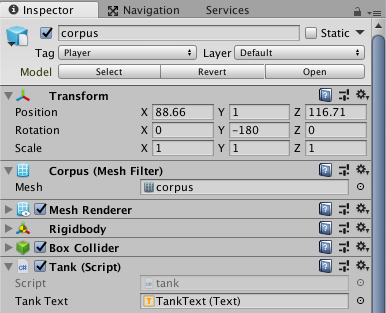 Inspector Navigation Services
corpus Static
Tag Player Layer Default
Model Select Revert Open
Transform
Position X 88.66 Y 1 Z 116.71
Rotation X 0 Y -180 Z 0
Scale X 1 Y 1 Z 1
Corpus (Mesh Filter)
Mesh corpus
Mesh Renderer
Rigidbody
Box Collider
C# Tank (Script)
Script tank
Tank Text T TankText (Text)